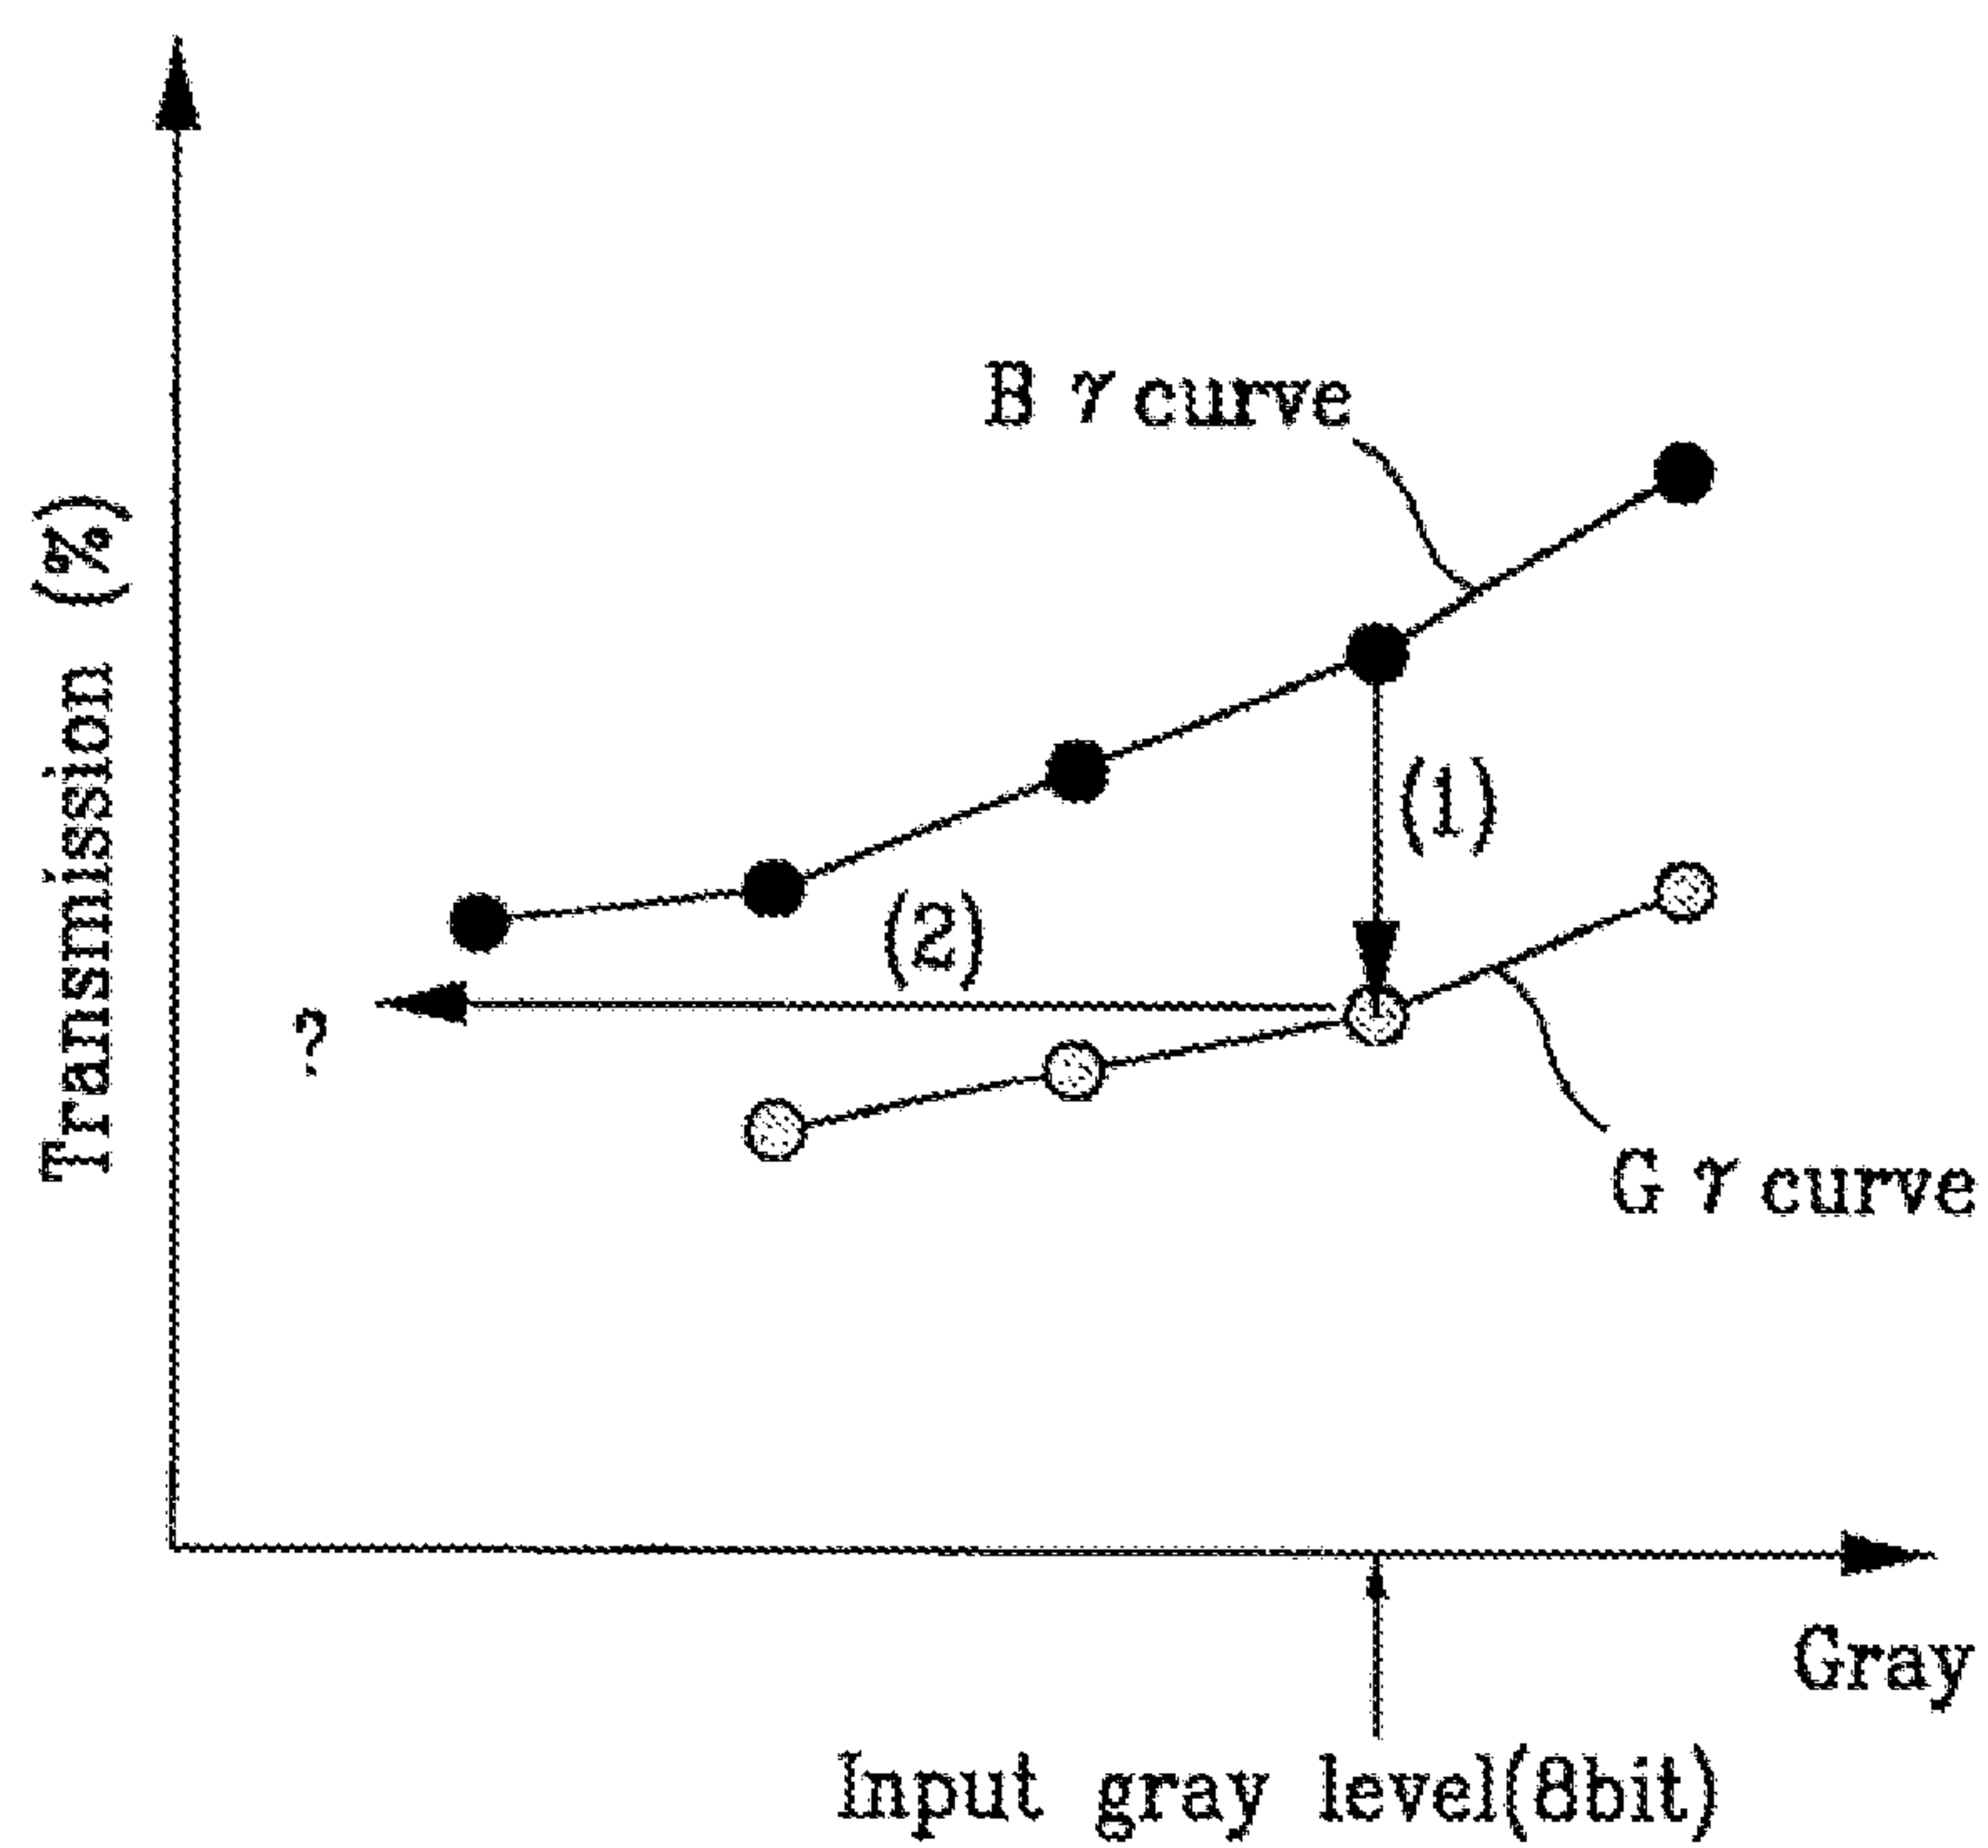 Transmission (%)
B γ curve
(1)
(2)
?
G γ curve
Gray
Input gray level(8bit)